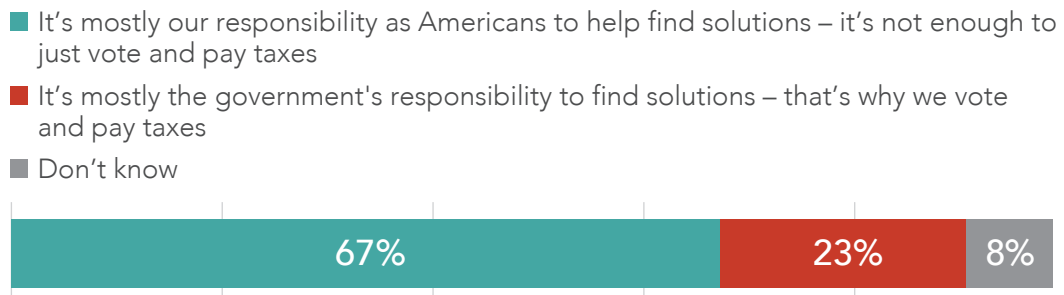 It’s mostly our responsibility as Americans to help find solutions – it’s not enough to
just vote and pay taxes
It’s mostly the government's responsibility to find solutions – that’s why we vote
and pay taxes
Don’t know
67% 23% 8%